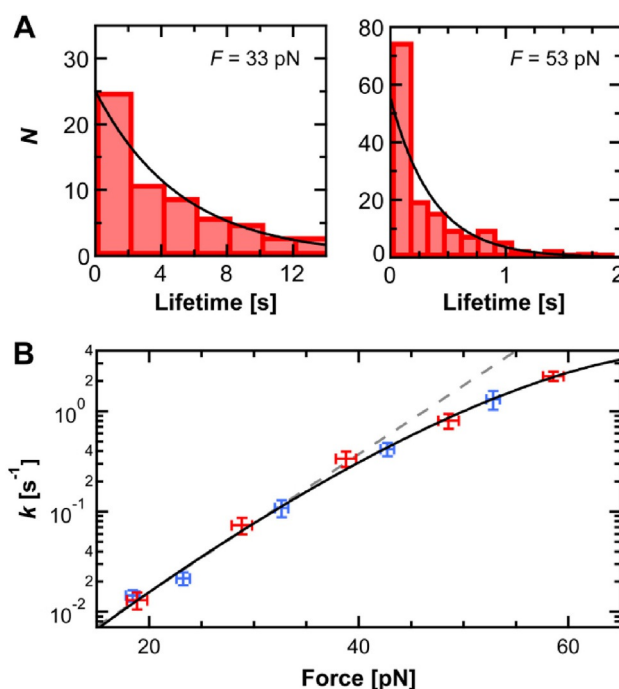 A
F = 33 pN
F = 53 pN
N
30
20
10
0
80
60
40
20
0
0 4 8 12
0 1 2
Lifetime [s]
Lifetime [s]
B
k [s⁻¹]
4
2
10⁰
4
2
10⁻¹
4
2
10⁻²
20 40 60
Force [pN]